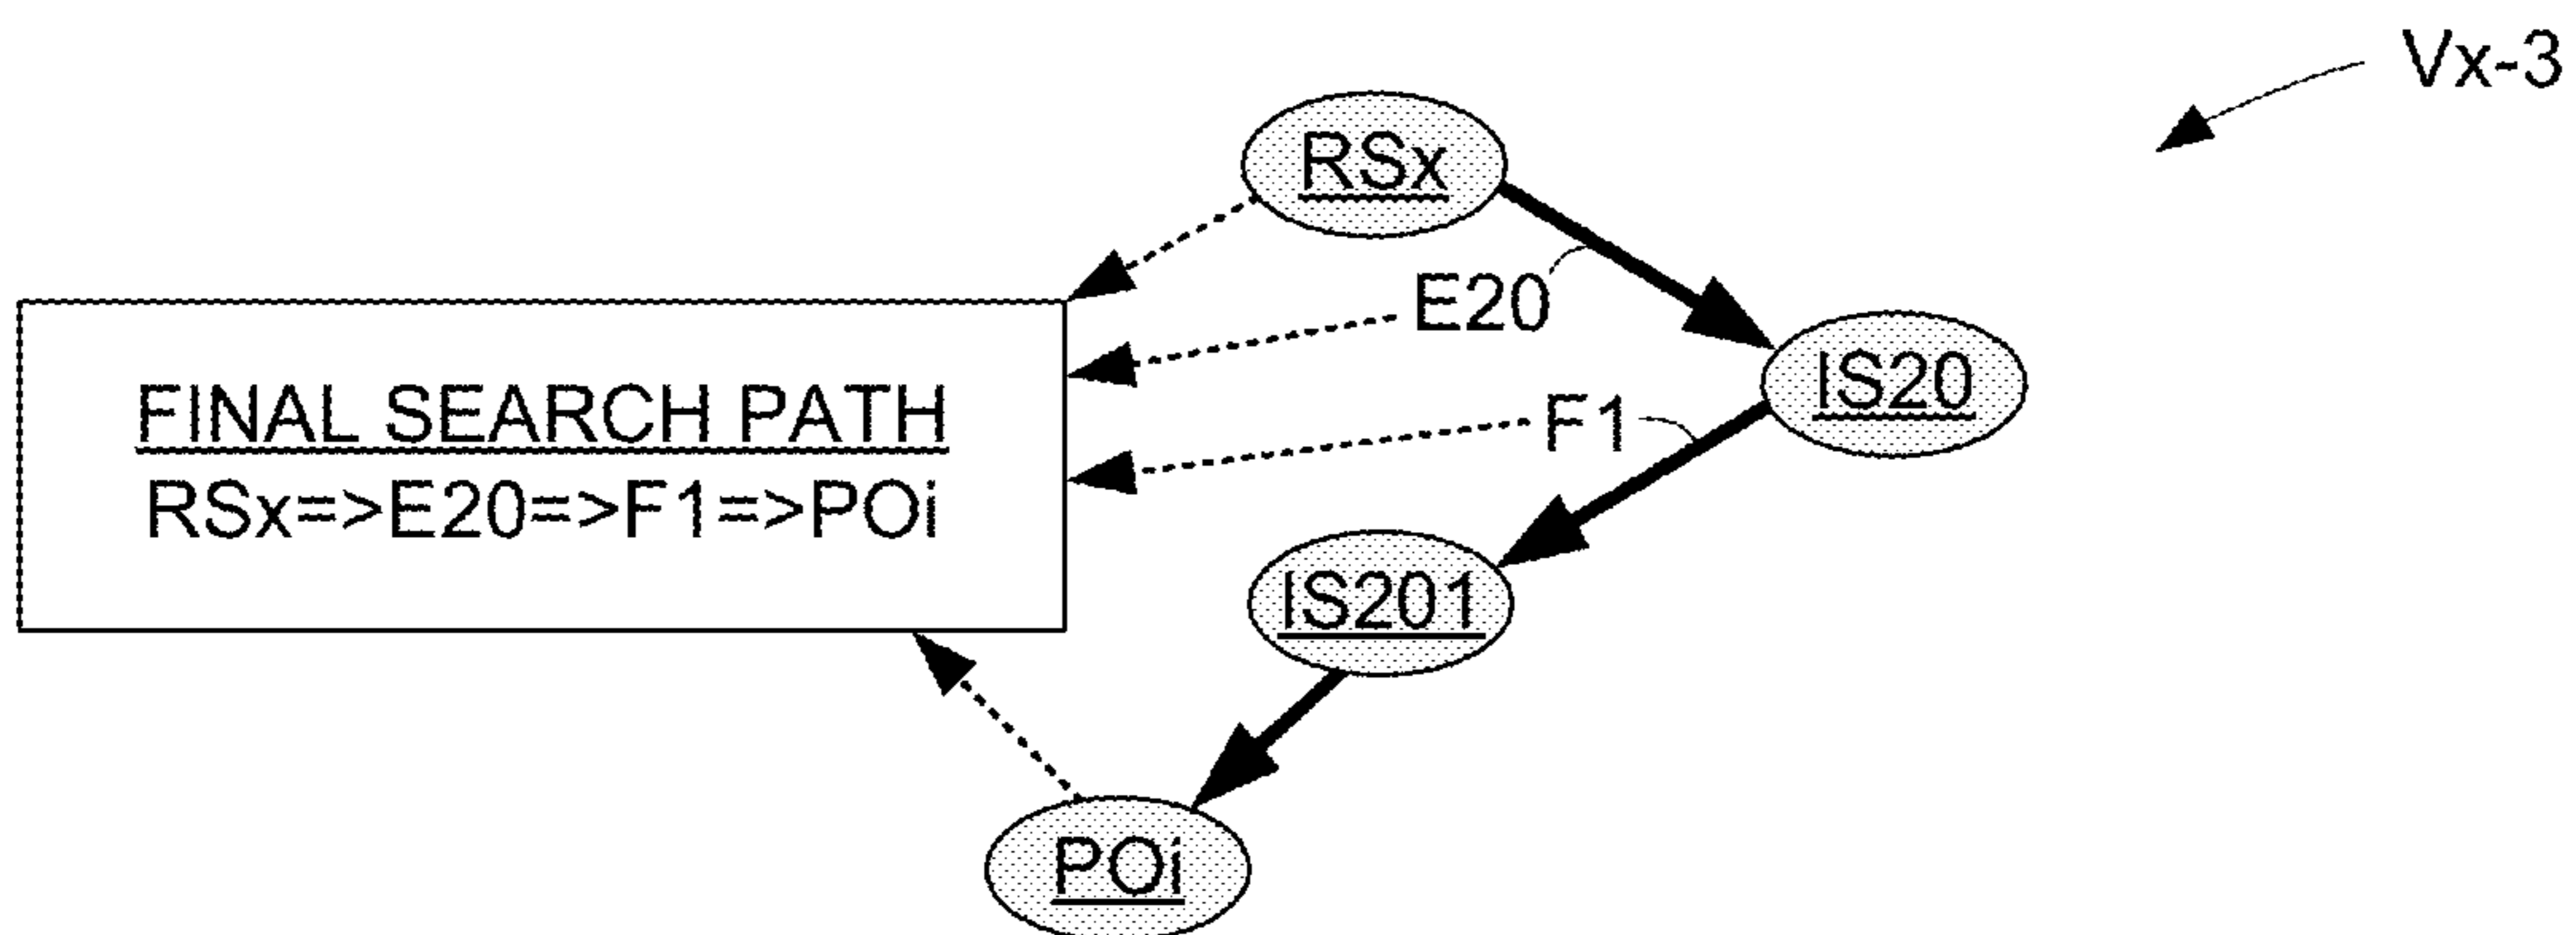 Vx-3
RSx
E20
IS20
F1
FINAL SEARCH PATH
RSx=>E20=>F1=>POi
IS201
POi